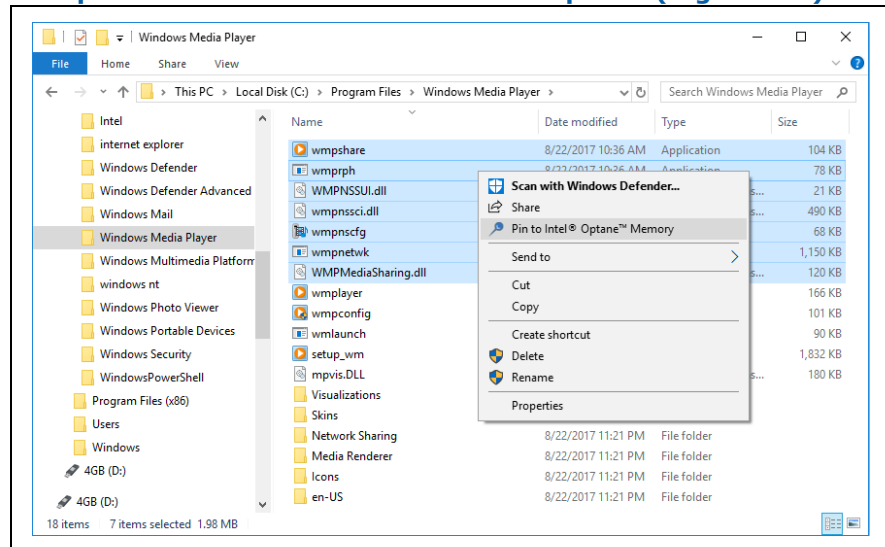 Windows Media Player
File Home Share View
This PC > Local Disk (C:) > Program Files > Windows Media Player >
Search Windows Media Player
Name Date modified Type Size
Intel
internet explorer
Windows Defender
Windows Defender Advanced
Windows Mail
Windows Media Player
Windows Multimedia Platform
windows nt
Windows Photo Viewer
Windows Portable Devices
Windows Security
WindowsPowerShell
Program Files (x86)
Users
Windows
4GB (D:)
4GB (D:)
wmpshare 8/22/2017 10:36 AM Application 104 KB
wmprph 8/22/2017 10:36 AM Application 78 KB
WMPNSSUI.dll s... 21 KB
wmpnssci.dll s... 490 KB
wmpnscfg 68 KB
wmpnetwk 1,150 KB
WMPMediaSharing.dll s... 120 KB
wmplayer 166 KB
wmpconfig 101 KB
wmlaunch 90 KB
setup_wm 1,832 KB
mpvis.DLL s... 180 KB
Visualizations
Skins
Network Sharing 8/22/2017 11:21 PM File folder
Media Renderer 8/22/2017 11:21 PM File folder
Icons 8/22/2017 11:21 PM File folder
en-US 8/22/2017 11:21 PM File folder
Scan with Windows Defender...
Share
Pin to Intel® Optane™ Memory
Send to
Cut
Copy
Create shortcut
Delete
Rename
Properties
18 items 7 items selected 1.98 MB